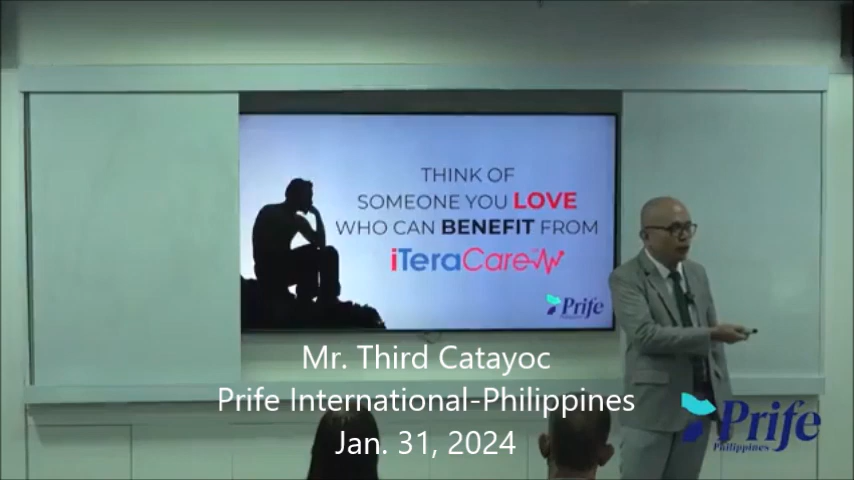 THINK OF
SOMEONE YOU LOVE
WHO CAN BENEFIT FROM
iTeraCare
Prife
Mr. Third Catayoc
Prife International-Philippines
Jan. 31, 2024
Prife
Philippines